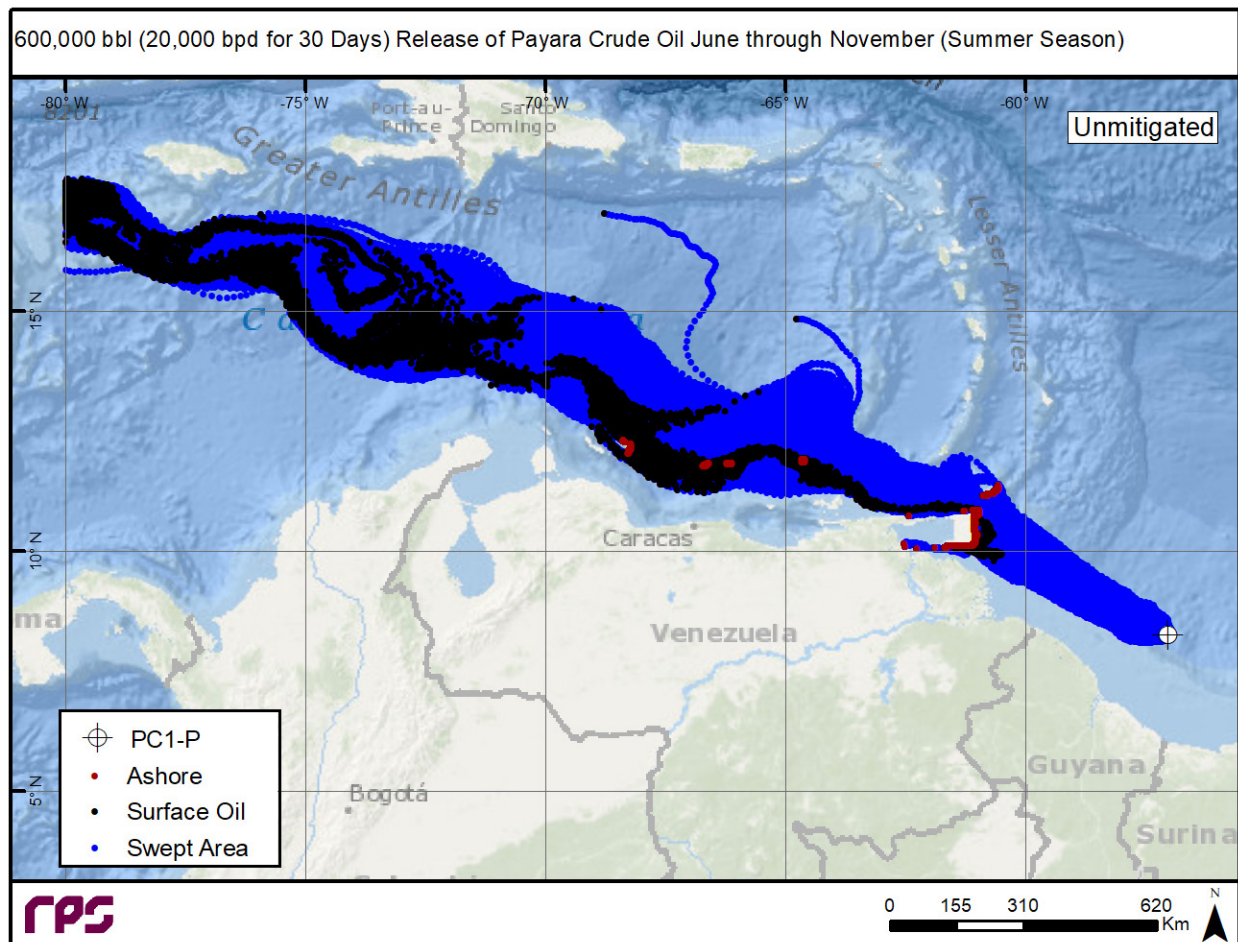 600,000 bbl (20,000 bpd for 30 Days) Release of Payara Crude Oil June through November (Summer Season)
-80° W
-75° W
-70° W
-65° W
-60° W
8201
Port-au-
Prince
Santo
Domingo
Unmitigated
Greater Antilles
Lesser Antilles
15° N
C a
a
10° N
Caracas
ma
Venezuela
PC1-P
Ashore
Surface Oil
Swept Area
5° N
Bogotá
Guyana
Surina
rps
0 155 310 620
Km
N